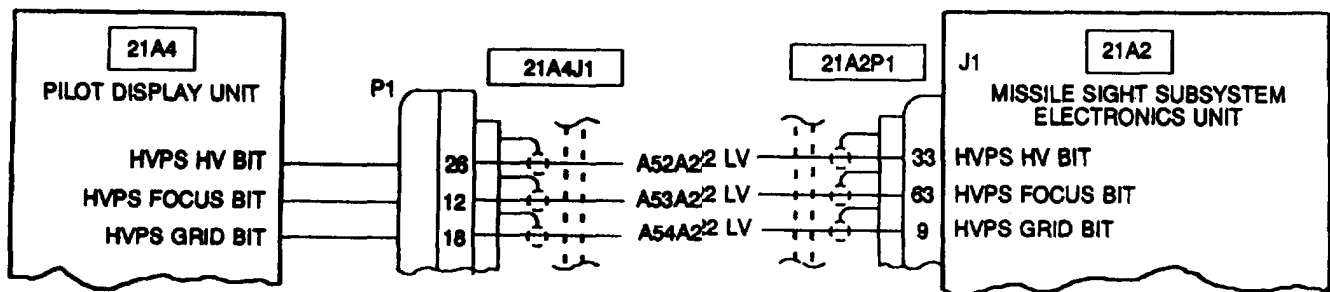 21A4
PILOT DISPLAY UNIT
P1
21A4J1
21A2P1
J1
21A2
MISSILE SIGHT SUBSYSTEM
ELECTRONICS UNIT
HVPS HV BIT
26
A52A22 LV
33
HVPS HV BIT
HVPS FOCUS BIT
12
A53A22 LV
63
HVPS FOCUS BIT
HVPS GRID BIT
18
A54A22 LV
9
HVPS GRID BIT